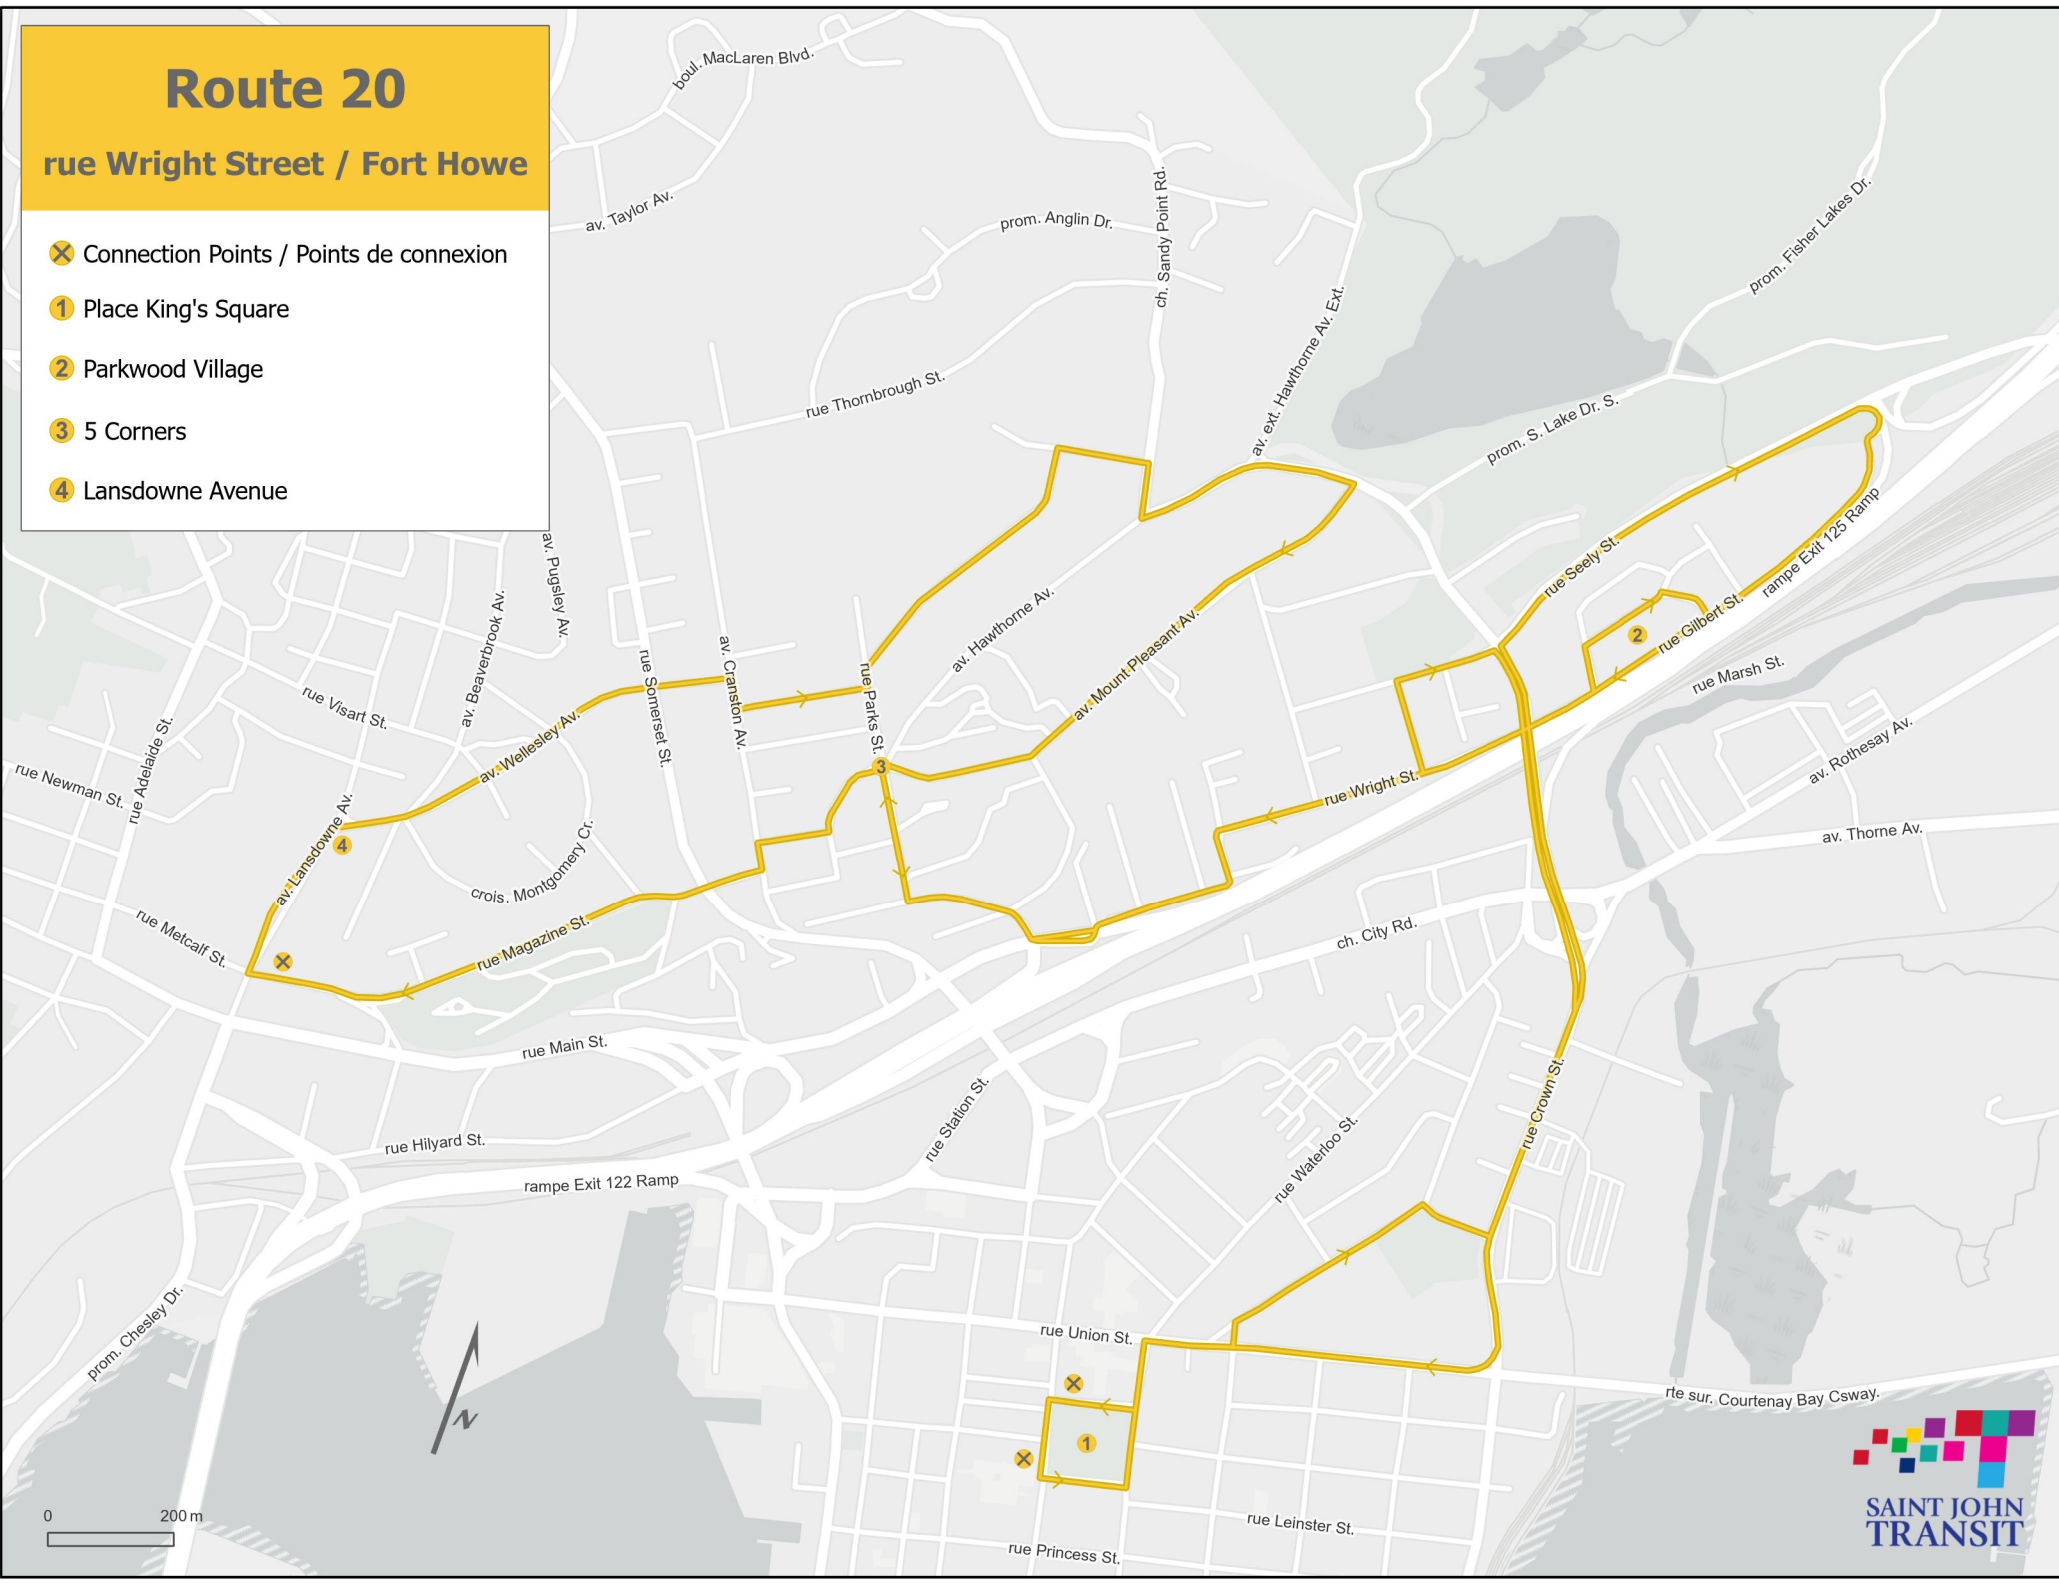 Route 20
rue Wright Street / Fort Howe
Connection Points / Points de connexion
1 Place King's Square
2 Parkwood Village
3 5 Corners
4 Lansdowne Avenue
boul. MacLaren Blvd.
av. Taylor Av.
prom. Anglin Dr.
ch. Sandy Point Rd.
prom. Fisher Lakes Dr.
av. ext. Hawthorne Av. Ext.
rue Thornbrough St.
prom. S. Lake Dr. S.
rampe Exit 125 Ramp
rue Seely St.
av. Pugsley Av.
av. Beaverbrook Av.
av. Hawthorne Av.
rue Gilbert St.
2
av. Cranston Av.
rue Somerset St.
rue Parks St.
av. Mount Pleasant Av.
rue Marsh St.
rue Visart St.
rue Adelaide St.
av. Wellesley Av.
av. Rothesay Av.
rue Newman St.
3
rue Wright St.
av. Thorne Av.
av. Lansdowne Av.
4
crois. Montgomery Cr.
rue Metcalf St.
rue Magazine St.
ch. City Rd.
rue Main St.
rue Station St.
rue Crown St.
rue Hilyard St.
rue Waterloo St.
rampe Exit 122 Ramp
prom. Chesley Dr.
rue Union St.
rte sur. Courtenay Bay Csway.
N
1
0 200 m
rue Leinster St.
rue Princess St.
SAINT JOHN
TRANSIT